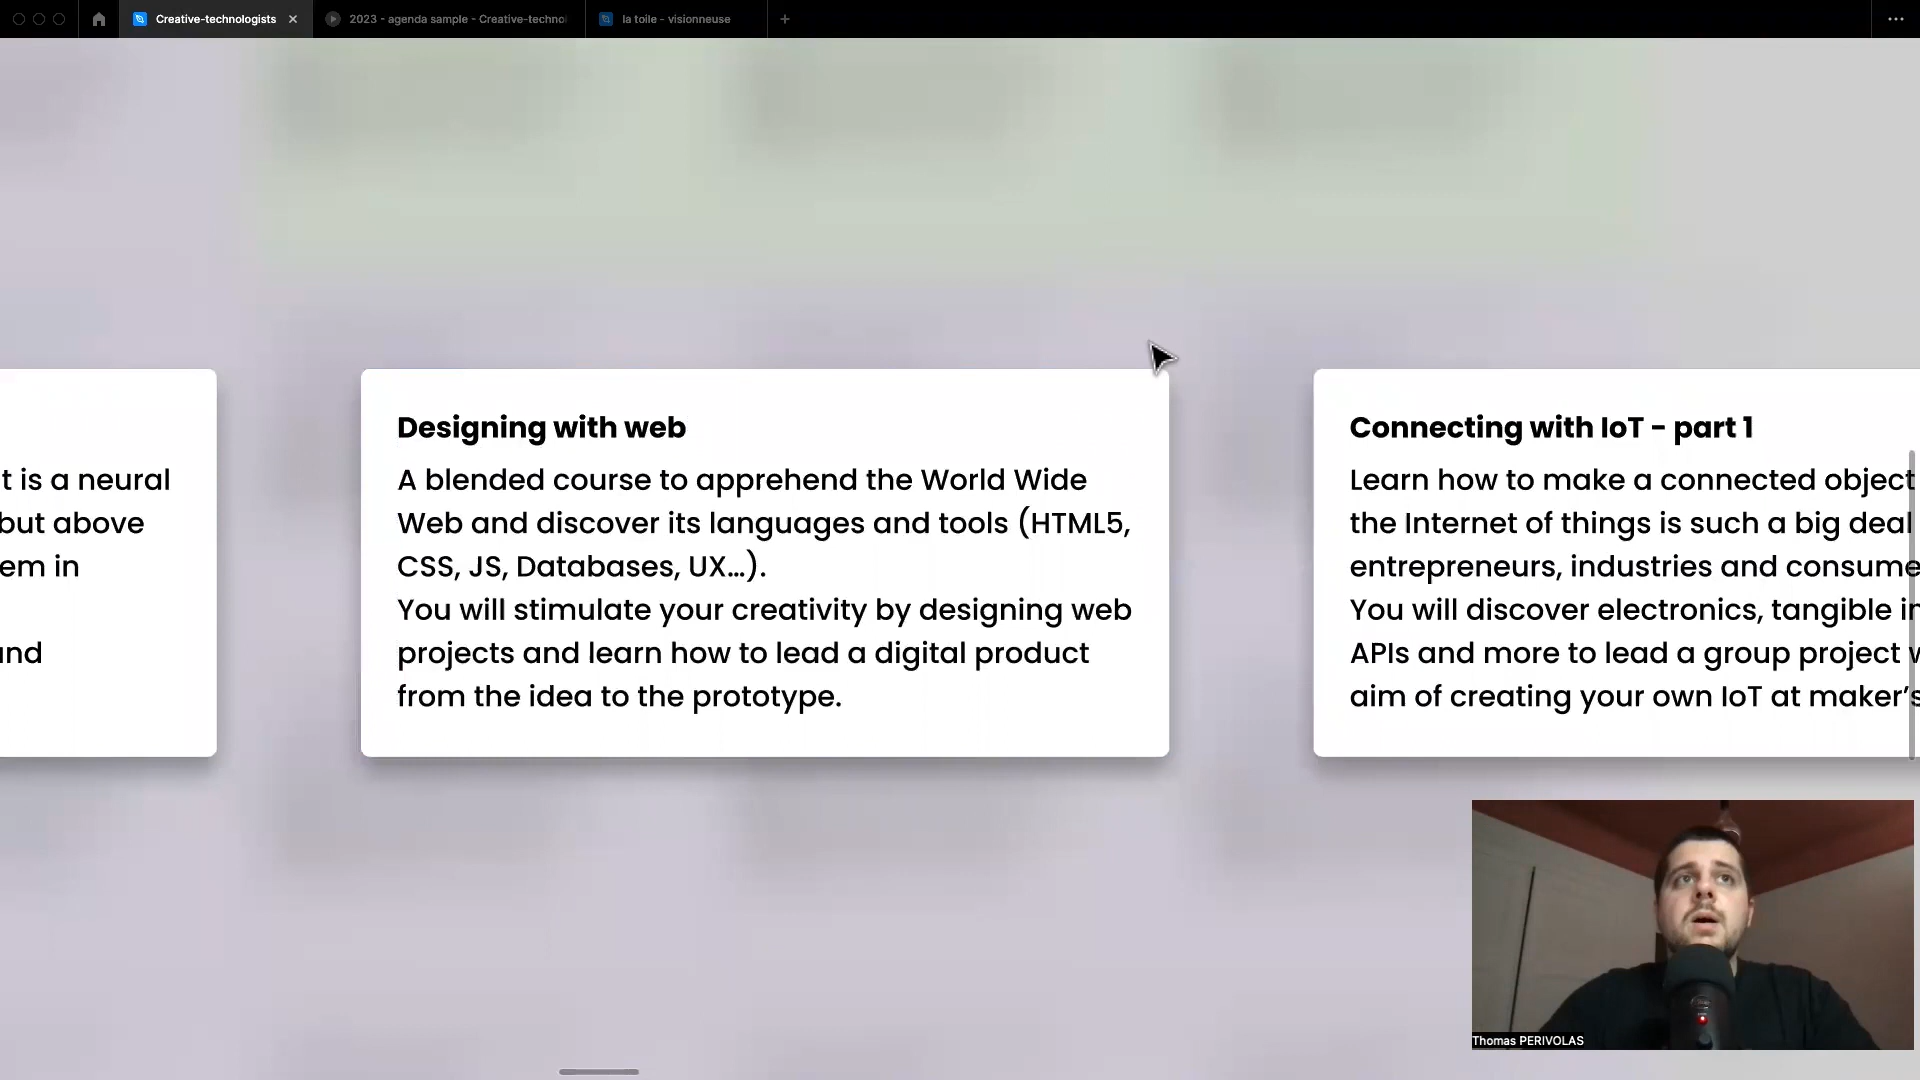 Creative-technologists
2023 - agenda sample - Creative-techno
la toile - visionneuse
t is a neural
but above
em in
and
Designing with web
A blended course to apprehend the World Wide
Web and discover its languages and tools (HTML5,
CSS, JS, Databases, UX...).
You will stimulate your creativity by designing web
projects and learn how to lead a digital product
from the idea to the prototype.
Connecting with IoT - part 1
Learn how to make a connected object
the Internet of things is such a big deal
entrepreneurs, industries and consume
You will discover electronics, tangible in
APIs and more to lead a group project w
aim of creating your own IoT at maker's
Thomas PERIVOLAS